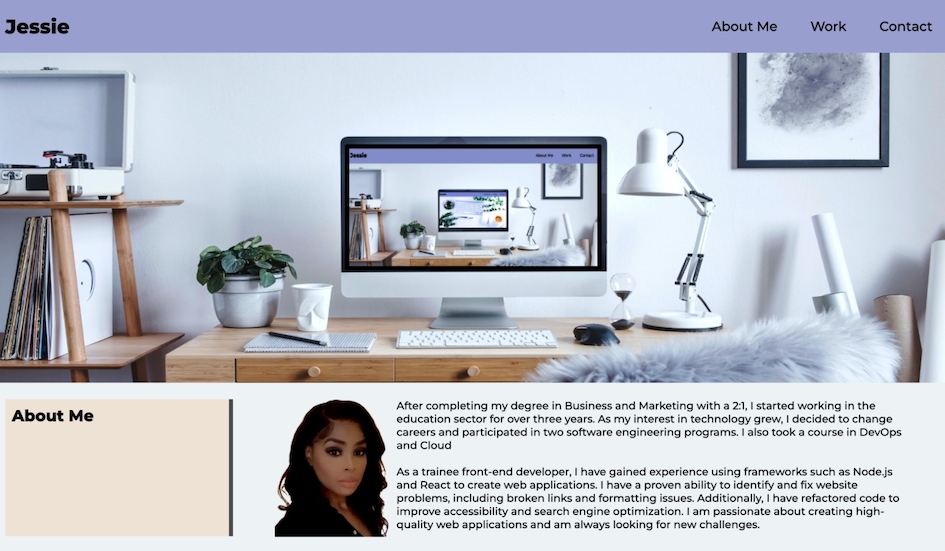 Jessie
About Me Work Contact
Jessie
About Me Work Contact
About Me
After completing my degree in Business and Marketing with a 2:1, I started working in the
education sector for over three years. As my interest in technology grew, I decided to change
careers and participated in two software engineering programs. I also took a course in DevOps
and Cloud
As a trainee front-end developer, I have gained experience using frameworks such as Node.js
and React to create web applications. I have a proven ability to identify and fix website
problems, including broken links and formatting issues. Additionally, I have refactored code to
improve accessibility and search engine optimization. I am passionate about creating high-
quality web applications and am always looking for new challenges.